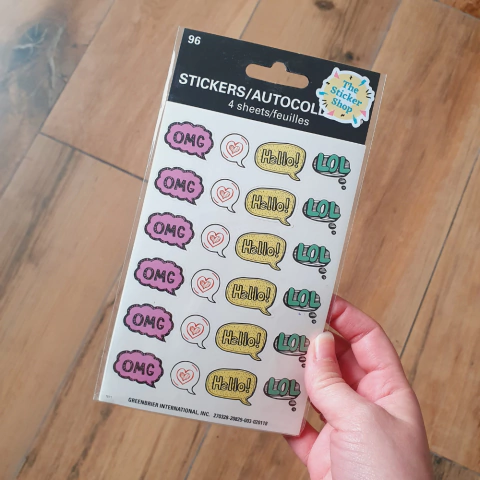 96
STICKERS/AUTOCOLL
4 sheets/feuilles
The
Sticker
Shop
OMG Hello! LOL
OMG Hello! LOL
OMG Hello! LOL
OMG Hello! LOL
OMG Hello! LOL
OMG Hello! LOL
GREENBRIER INTERNATIONAL, INC.